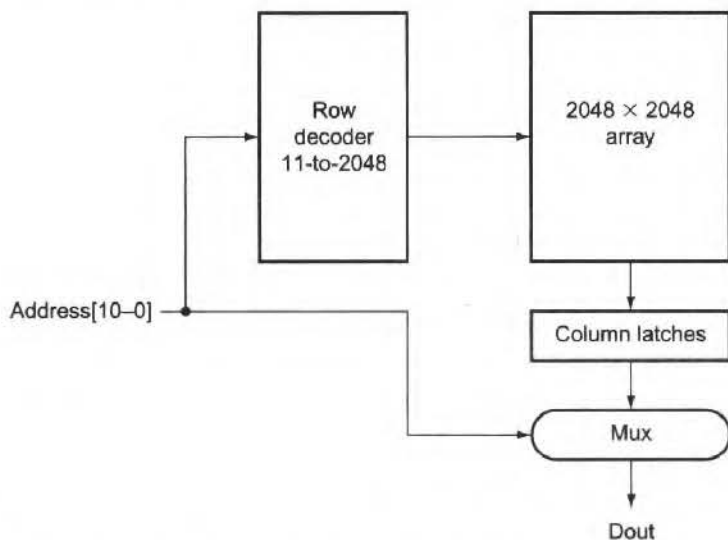 Row
decoder
11-to-2048
2048 × 2048
array
Address[10–0]
Column latches
Mux
Dout